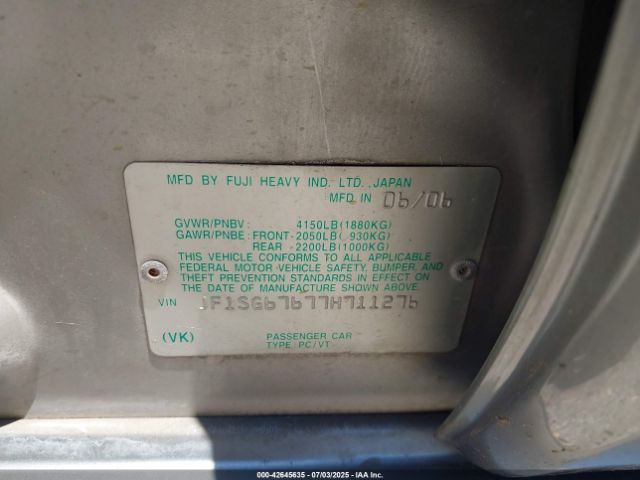 MFD BY FUJI HEAVY IND. LTD. JAPAN
MFD IN 06/06
GVWR/PNBV: 4150LB(1880KG)
GAWR/PNBE: FRONT-2050LB( 930KG)
REAR -2200LB(1000KG)
THIS VEHICLE CONFORMS TO ALL APPLICABLE
FEDERAL MOTOR VEHICLE SAFETY, BUMPER, AND
THEFT PREVENTION STANDARDS IN EFFECT ON
THE DATE OF MANUFACTURE SHOWN ABOVE.
VIN JF1SG67677H711276
(VK) PASSENGER CAR
TYPE PC/VT
000-42645635 - 07/03/2025 - IAAI, INC.